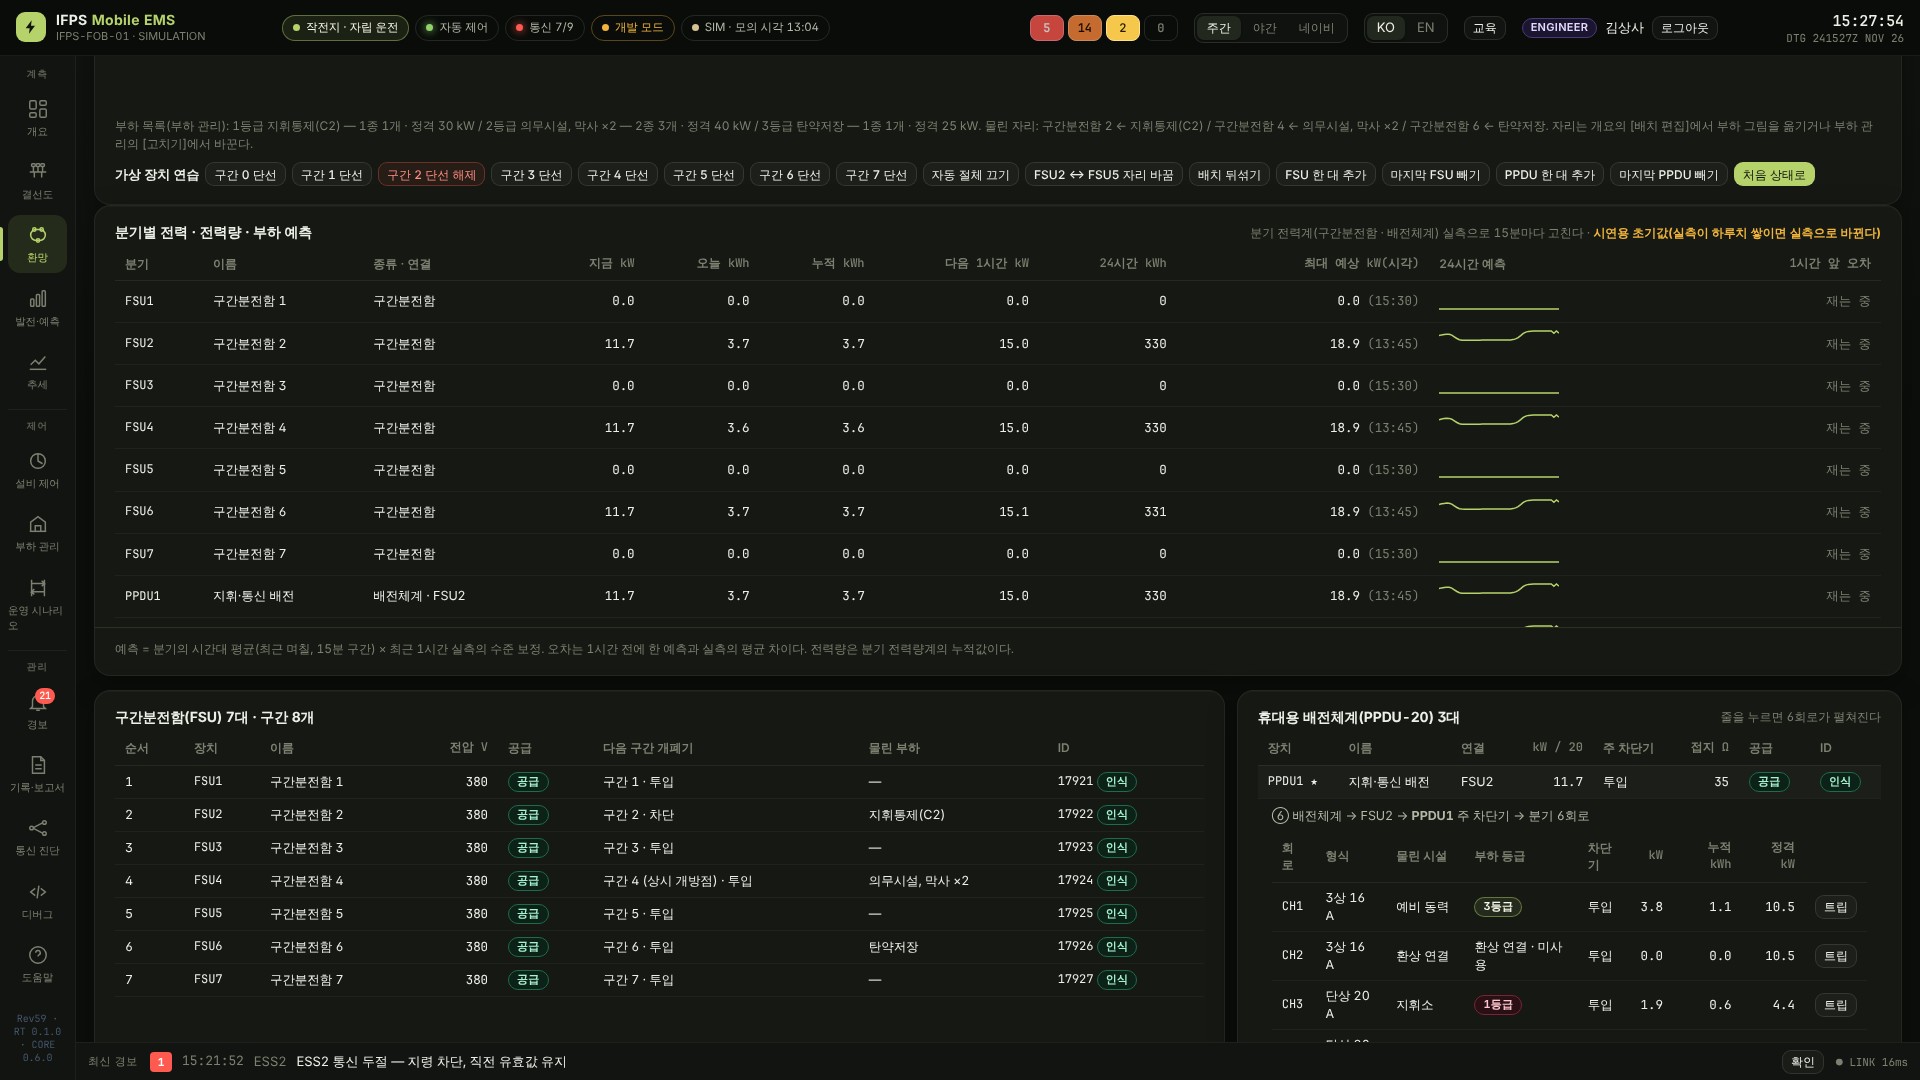 IFPS Mobile EMS
IFPS-FOB-01 · SIMULATION
작전지 · 자립 운전
자동 제어
통신 7/9
개발 모드
SIM · 모의 시각 13:04
5 14 2 0
주간 야간 네이비
KO EN
교육
ENGINEER 김상사 로그아웃
15:27:54
DTG 241527Z NOV 26
계측
개요
결선도
환망
발전·예측
추세
제어
설비 제어
부하 관리
운영 시나리
오
관리
21
경보
기록·보고서
통신 진단
디버그
도움말
Rev59 ·
RT 0.1.0
· CORE
0.6.0
부하 목록(부하 관리): 1등급 지휘통제(C2) — 1종 1개 · 정격 30 kW / 2등급 의무시설, 막사 ×2 — 2종 3개 · 정격 40 kW / 3등급 탄약저장 — 1종 1개 · 정격 25 kW. 물린 자리: 구간분전함 2 ← 지휘통제(C2) / 구간분전함 4 ← 의무시설, 막사 ×2 / 구간분전함 6 ← 탄약저장. 자리는 개요의 [배치 편집]에서 부하 그림을 옮기거나 부하 관
리의 [고치기]에서 바꾼다.
가상 장치 연습 구간 0 단선 구간 1 단선 구간 2 단선 해제 구간 3 단선 구간 4 단선 구간 5 단선 구간 6 단선 구간 7 단선 자동 절체 끄기 FSU2 ↔ FSU5 자리 바꿈 배치 뒤섞기 FSU 한 대 추가 마지막 FSU 빼기 PPDU 한 대 추가 마지막 PPDU 빼기 처음 상태로
분기별 전력 · 전력량 · 부하 예측
분기 전력계(구간분전함 · 배전체계) 실측으로 15분마다 고친다 · 시연용 초기값(실측이 하루치 쌓이면 실측으로 바뀐다)
분기 이름 종류 · 연결 지금 kW 오늘 kWh 누적 kWh 다음 1시간 kW 24시간 kWh 최대 예상 kW(시각) 24시간 예측 1시간 앞 오차
FSU1 구간분전함 1 구간분전함 0.0 0.0 0.0 0.0 0 0.0 (15:30) 재는 중
FSU2 구간분전함 2 구간분전함 11.7 3.7 3.7 15.0 330 18.9 (13:45) 재는 중
FSU3 구간분전함 3 구간분전함 0.0 0.0 0.0 0.0 0 0.0 (15:30) 재는 중
FSU4 구간분전함 4 구간분전함 11.7 3.6 3.6 15.0 330 18.9 (13:45) 재는 중
FSU5 구간분전함 5 구간분전함 0.0 0.0 0.0 0.0 0 0.0 (15:30) 재는 중
FSU6 구간분전함 6 구간분전함 11.7 3.7 3.7 15.1 331 18.9 (13:45) 재는 중
FSU7 구간분전함 7 구간분전함 0.0 0.0 0.0 0.0 0 0.0 (15:30) 재는 중
PPDU1 지휘·통신 배전 배전체계 · FSU2 11.7 3.7 3.7 15.0 330 18.9 (13:45) 재는 중
예측 = 분기의 시간대 평균(최근 며칠, 15분 구간) × 최근 1시간 실측의 수준 보정. 오차는 1시간 전에 한 예측과 실측의 평균 차이다. 전력량은 분기 전력량계의 누적값이다.
구간분전함(FSU) 7대 · 구간 8개
순서 장치 이름 전압 V 공급 다음 구간 개폐기 물린 부하 ID
1 FSU1 구간분전함 1 380 공급 구간 1 · 투입 — 17921 인식
2 FSU2 구간분전함 2 380 공급 구간 2 · 차단 지휘통제(C2) 17922 인식
3 FSU3 구간분전함 3 380 공급 구간 3 · 투입 — 17923 인식
4 FSU4 구간분전함 4 380 공급 구간 4 (상시 개방점) · 투입 의무시설, 막사 ×2 17924 인식
5 FSU5 구간분전함 5 380 공급 구간 5 · 투입 — 17925 인식
6 FSU6 구간분전함 6 380 공급 구간 6 · 투입 탄약저장 17926 인식
7 FSU7 구간분전함 7 380 공급 구간 7 · 투입 — 17927 인식
휴대용 배전체계(PPDU-20) 3대
줄을 누르면 6회로가 펼쳐진다
장치 이름 연결 kW / 20 주 차단기 접지 Ω 공급 ID
PPDU1 ★ 지휘·통신 배전 FSU2 11.7 투입 35 공급 인식
⑥ 배전체계 → FSU2 → PPDU1 주 차단기 → 분기 6회로
회로 형식 물린 시설 부하 등급 차단기 kW 누적 kWh 정격 kW
CH1 3상 16 A 예비 동력 3등급 투입 3.8 1.1 10.5 트립
CH2 3상 16 A 환상 연결 환상 연결 · 미사용 투입 0.0 0.0 10.5 트립
CH3 단상 20 A 지휘소 1등급 투입 1.9 0.6 4.4 트립
최신 경보 1 15:21:52 ESS2 ESS2 통신 두절 — 지령 차단, 직전 유효값 유지
확인
LINK 16ms